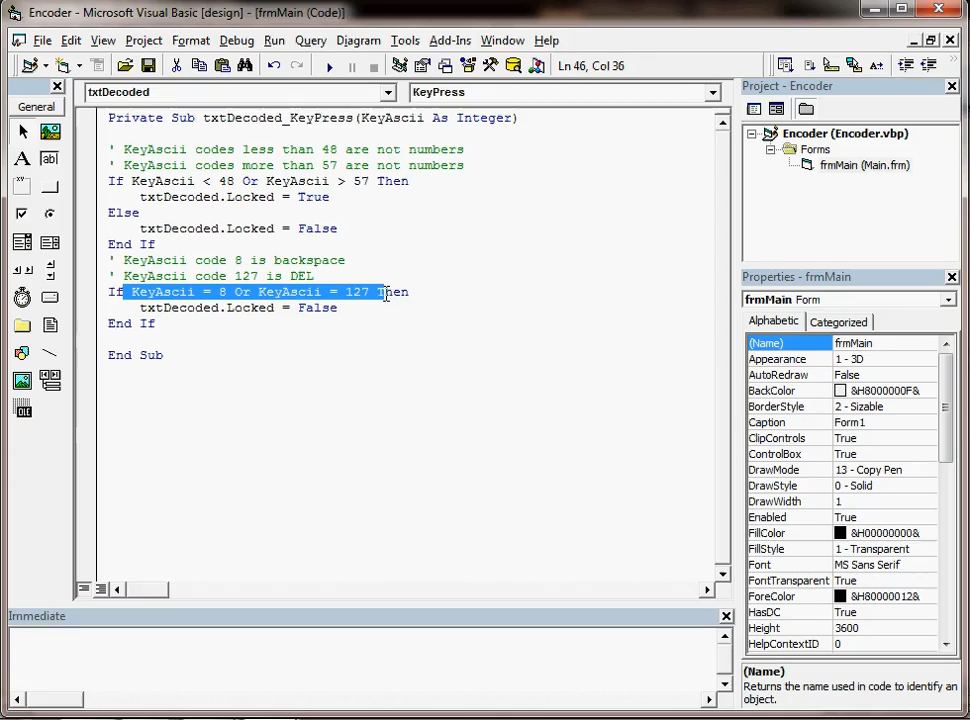 Encoder - Microsoft Visual Basic [design] - [frmMain (Code)]
File Edit View Project Format Debug Run Query Diagram Tools Add-Ins Window Help
Ln 46, Col 36
General
txtDecoded
KeyPress
Private Sub txtDecoded_KeyPress(KeyAscii As Integer)
' KeyAscii codes less than 48 are not numbers
' KeyAscii codes more than 57 are not numbers
If KeyAscii < 48 Or KeyAscii > 57 Then
txtDecoded.Locked = True
Else
txtDecoded.Locked = False
End If
' KeyAscii code 8 is backspace
' KeyAscii code 127 is DEL
If KeyAscii = 8 Or KeyAscii = 127 Then
txtDecoded.Locked = False
End If
End Sub
Immediate
Project - Encoder
Encoder (Encoder.vbp)
Forms
frmMain (Main.frm)
Properties - frmMain
frmMain Form
Alphabetic Categorized
(Name) frmMain
Appearance 1 - 3D
AutoRedraw False
BackColor &H8000000F&
BorderStyle 2 - Sizable
Caption Form1
ClipControls True
ControlBox True
DrawMode 13 - Copy Pen
DrawStyle 0 - Solid
DrawWidth 1
Enabled True
FillColor &H00000000&
FillStyle 1 - Transparent
Font MS Sans Serif
FontTransparent True
ForeColor &H80000012&
HasDC True
Height 3600
HelpContextID 0
(Name)
Returns the name used in code to identify an object.